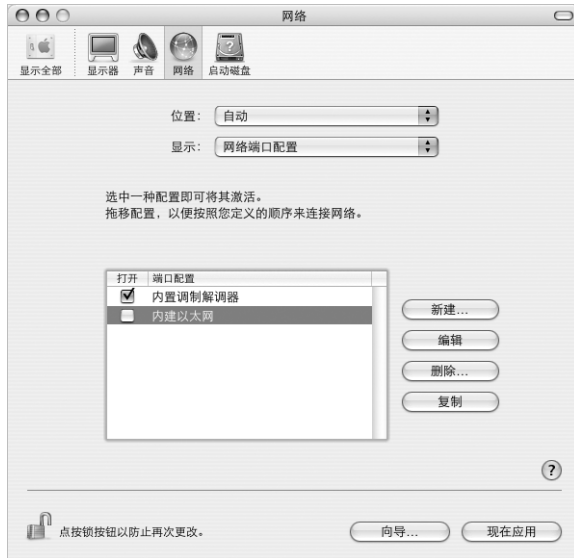 网络
显示全部 显示器 声音 网络 启动磁盘
位置: 自动
显示: 网络端口配置
选中一种配置即可将其激活。
拖移配置,以便按照您定义的顺序来连接网络。
打开 端口配置
内置调制解调器
内建以太网
新建...
编辑
删除...
复制
?
点按锁按钮以防止再次更改。
向导... 现在应用